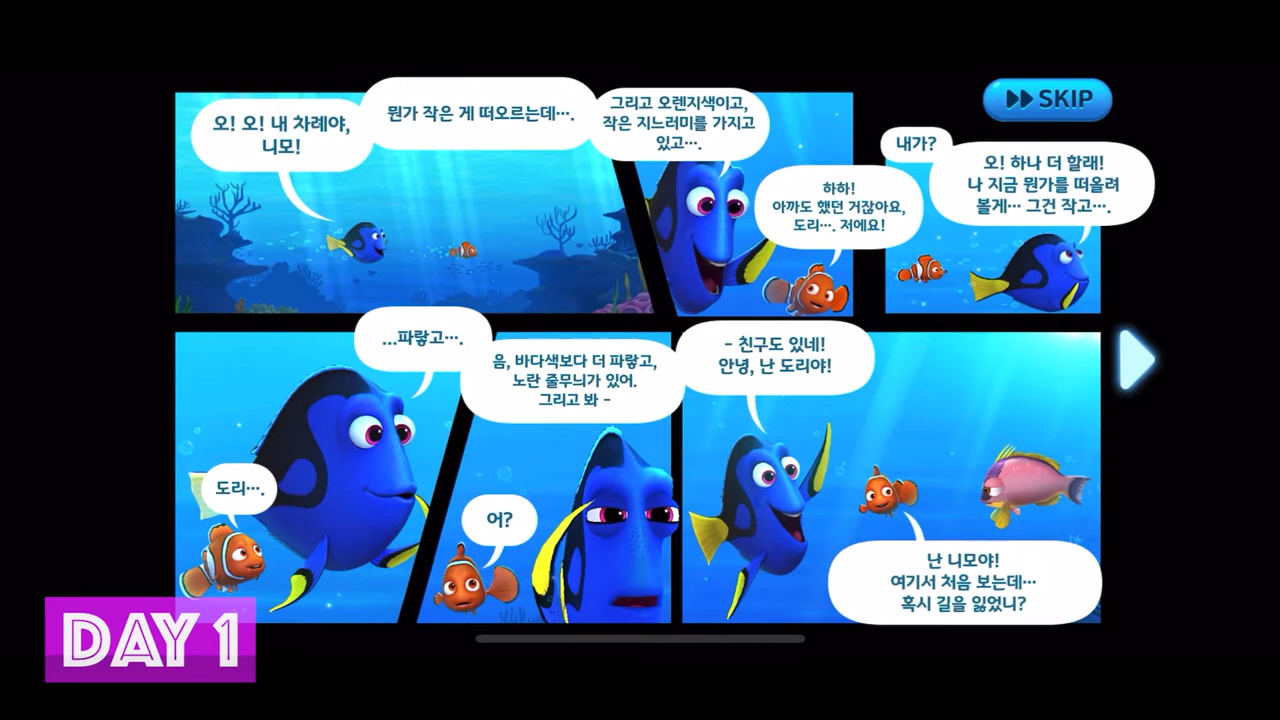 오! 오! 내 차례야,
니모!
뭔가 작은 게 떠오르는데….
그리고 오렌지색이고,
작은 지느러미를 가지고
있고….
하하!
아까도 했던 거잖아요,
도리…. 저에요!
내가?
오! 하나 더 할래!
나 지금 뭔가를 떠올려
볼게… 그건 작고….
SKIP
...파랗고….
도리….
음, 바다색보다 더 파랗고,
노란 줄무늬가 있어.
그리고 봐 -
어?
- 친구도 있네!
안녕, 난 도리야!
난 니모야!
여기서 처음 보는데…
혹시 길을 잃었니?
DAY 1